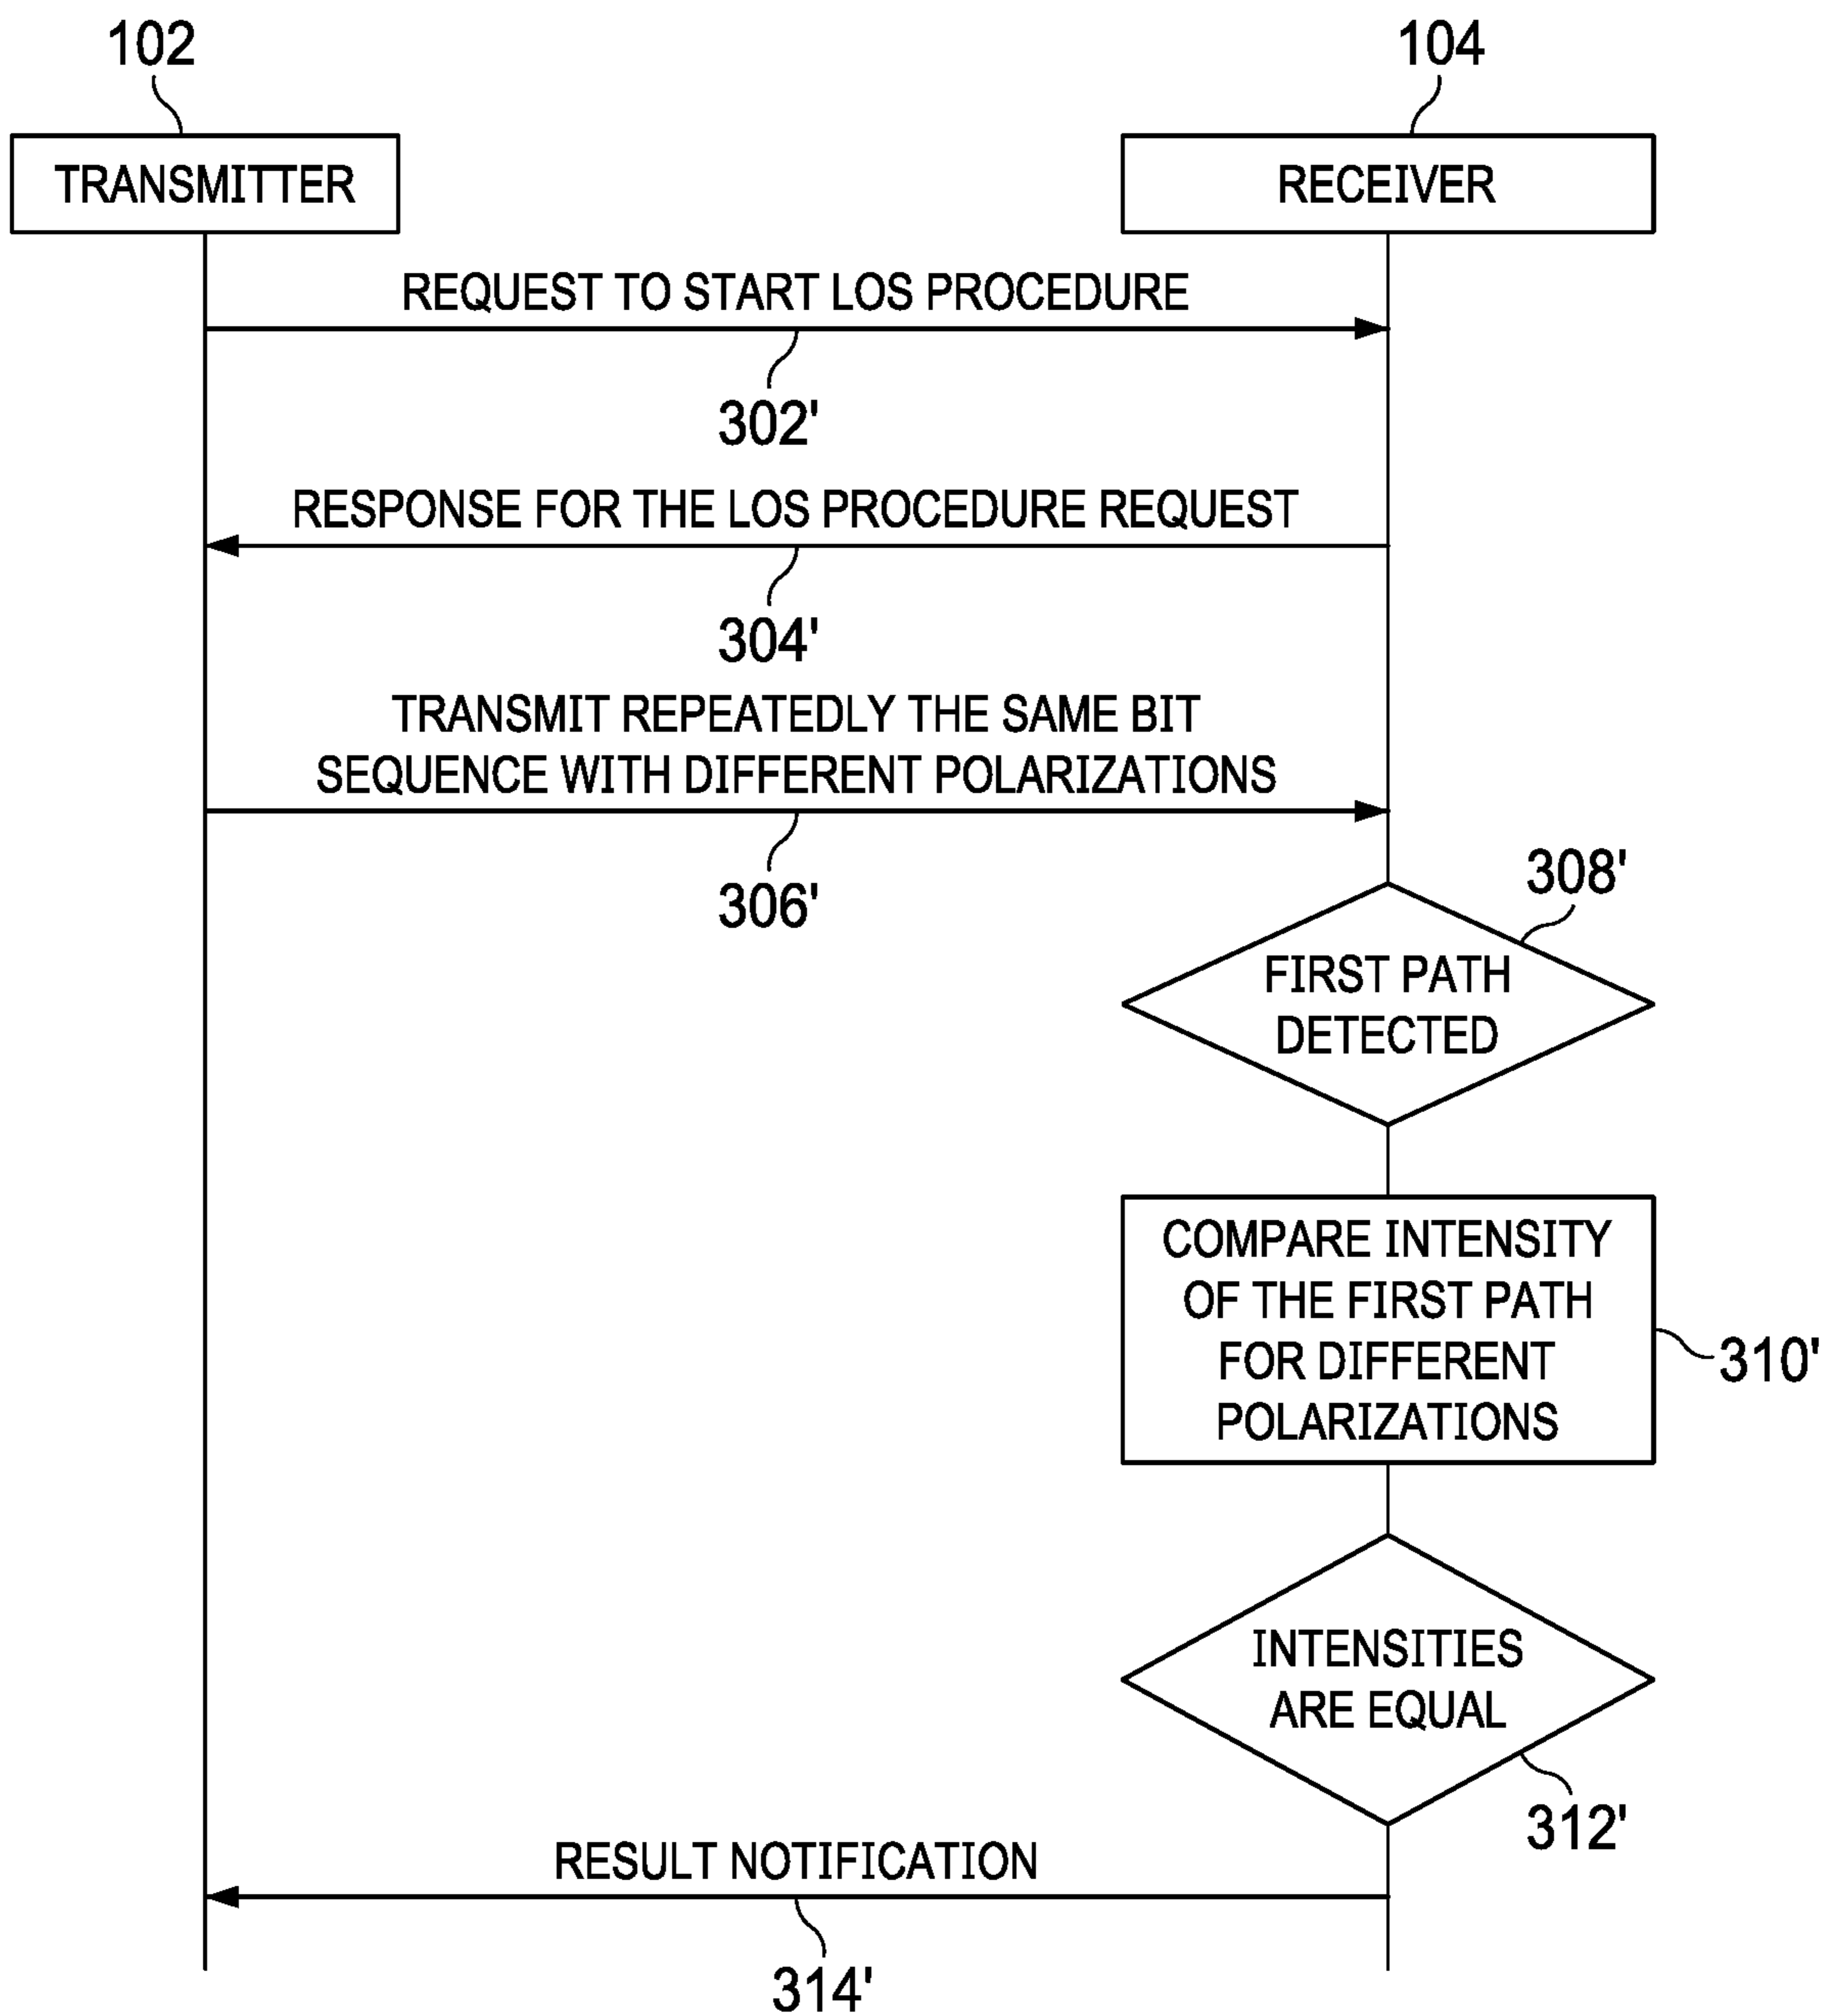 102
104
TRANSMITTER
RECEIVER
REQUEST TO START LOS PROCEDURE
302'
RESPONSE FOR THE LOS PROCEDURE REQUEST
304'
TRANSMIT REPEATEDLY THE SAME BIT
SEQUENCE WITH DIFFERENT POLARIZATIONS
306'
308'
FIRST PATH
DETECTED
COMPARE INTENSITY
OF THE FIRST PATH
FOR DIFFERENT
POLARIZATIONS
310'
INTENSITIES
ARE EQUAL
312'
RESULT NOTIFICATION
314'